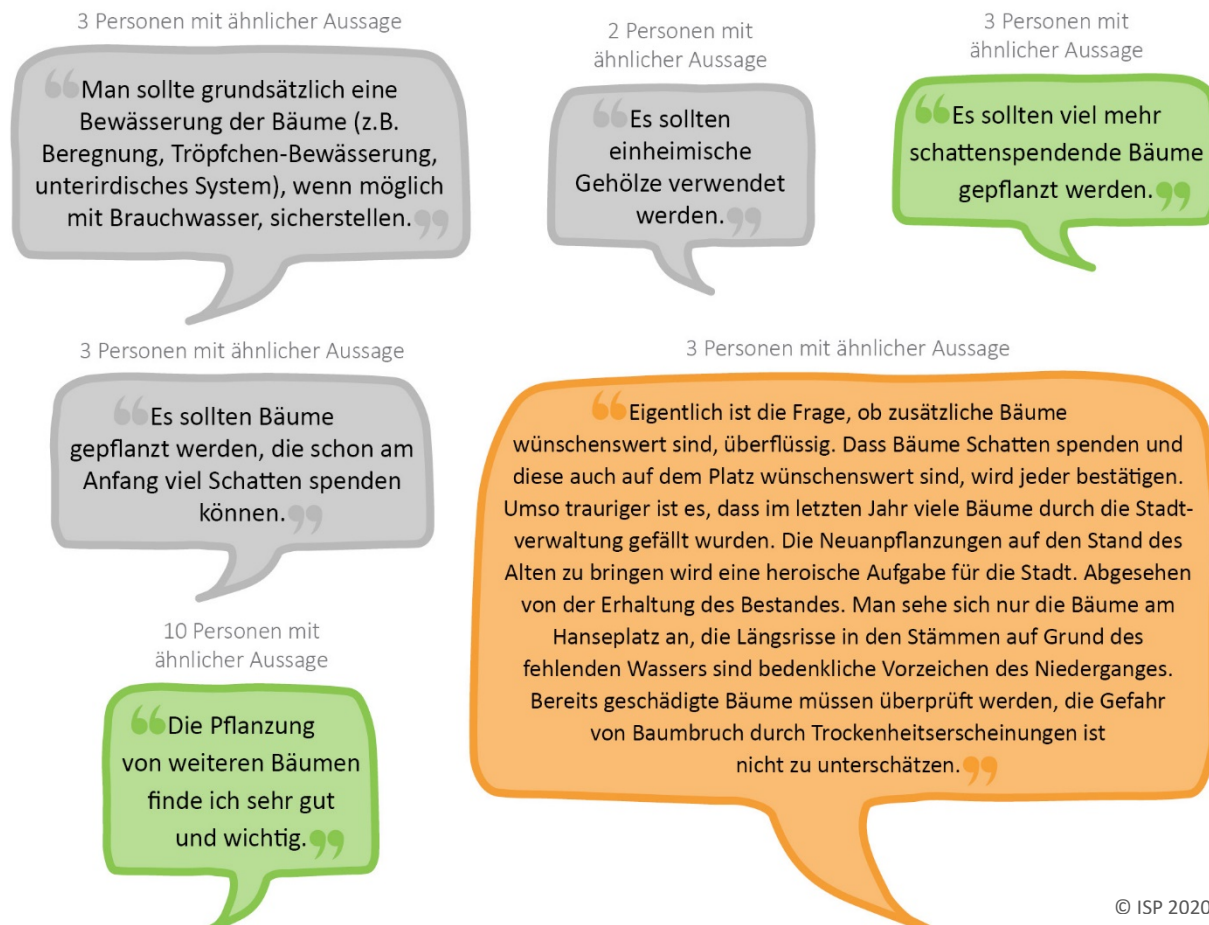 3 Personen mit ähnlicher Aussage
“Man sollte grundsätzlich eine
Bewässerung der Bäume (z.B.
Beregnung, Tröpfchen-Bewässerung,
unterirdisches System), wenn möglich
mit Brauchwasser, sicherstellen.”
2 Personen mit
ähnlicher Aussage
“Es sollten
einheimische
Gehölze verwendet
werden.”
3 Personen mit
ähnlicher Aussage
“Es sollten viel mehr
schattenspendende Bäume
gepflanzt werden.”
3 Personen mit ähnlicher Aussage
“Es sollten Bäume
gepflanzt werden, die schon am
Anfang viel Schatten spenden
können.”
3 Personen mit ähnlicher Aussage
“Eigentlich ist die Frage, ob zusätzliche Bäume
wünschenswert sind, überflüssig. Dass Bäume Schatten spenden und
diese auch auf dem Platz wünschenswert sind, wird jeder bestätigen.
Umso trauriger ist es, dass im letzten Jahr viele Bäume durch die Stadt-
verwaltung gefällt wurden. Die Neuanpflanzungen auf den Stand des
Alten zu bringen wird eine heroische Aufgabe für die Stadt. Abgesehen
von der Erhaltung des Bestandes. Man sehe sich nur die Bäume am
Hanseplatz an, die Längsrisse in den Stämmen auf Grund des
fehlenden Wassers sind bedenkliche Vorzeichen des Niederganges.
Bereits geschädigte Bäume müssen überprüft werden, die Gefahr
von Baumbruch durch Trockenheitserscheinungen ist
nicht zu unterschätzen.”
10 Personen mit
ähnlicher Aussage
“Die Pflanzung
von weiteren Bäumen
finde ich sehr gut
und wichtig.”
© ISP 2020